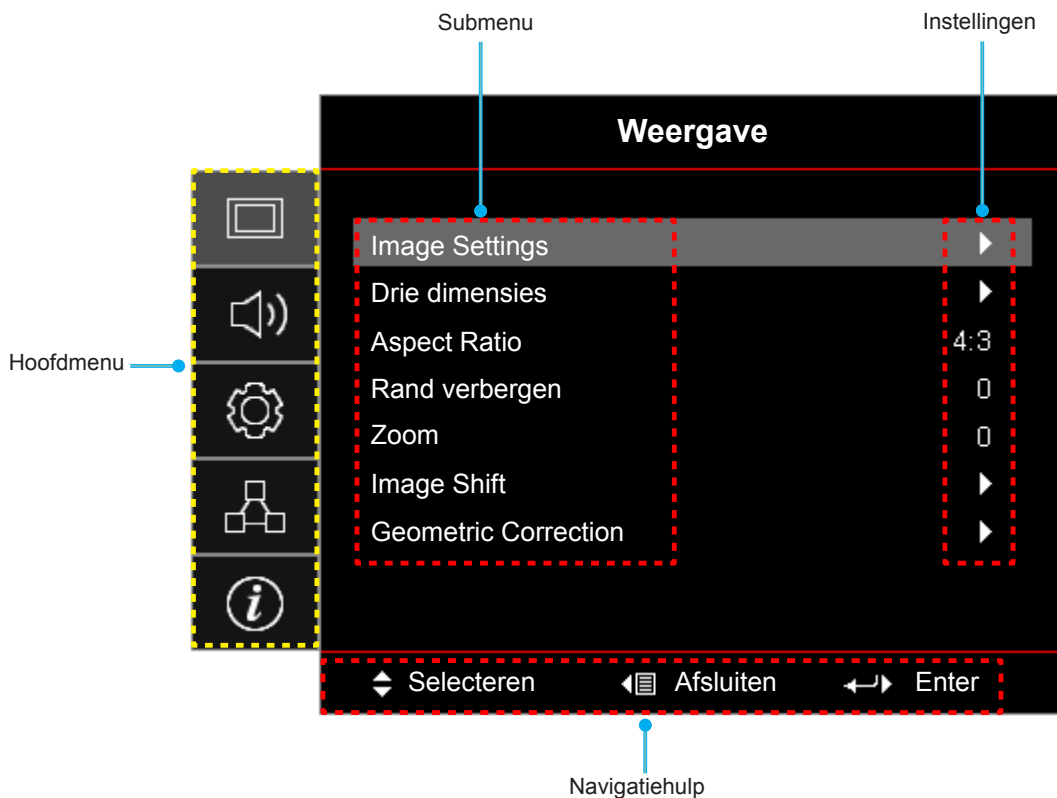 Submenu
Instellingen
Weergave
Image Settings
Drie dimensies
Aspect Ratio 4:3
Hoofdmenu
Rand verbergen 0
Zoom 0
Image Shift
Geometric Correction
Selecteren Afsluiten Enter
Navigatiehulp